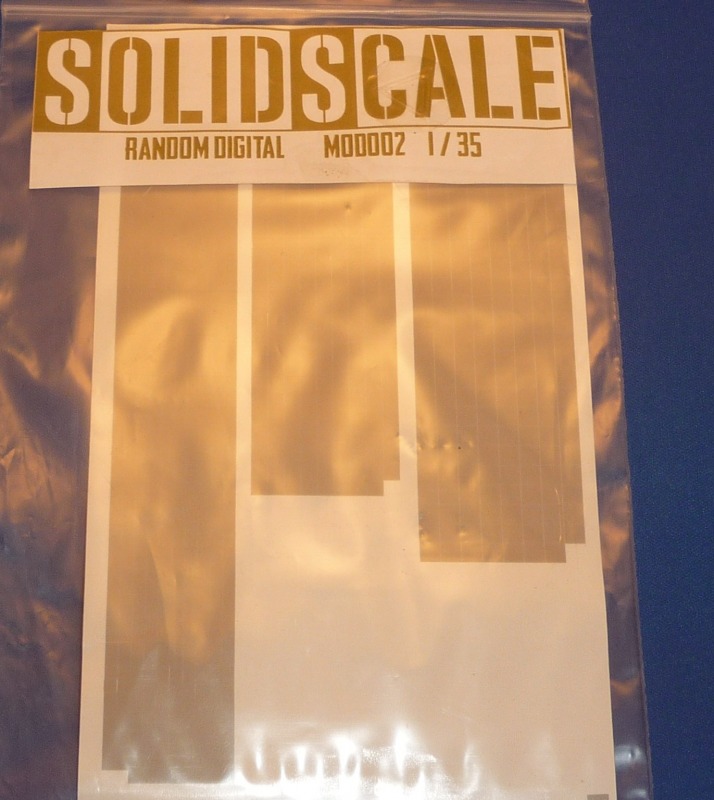 SOLIDSCALE
RANDOM DIGITAL MOD002 1/35